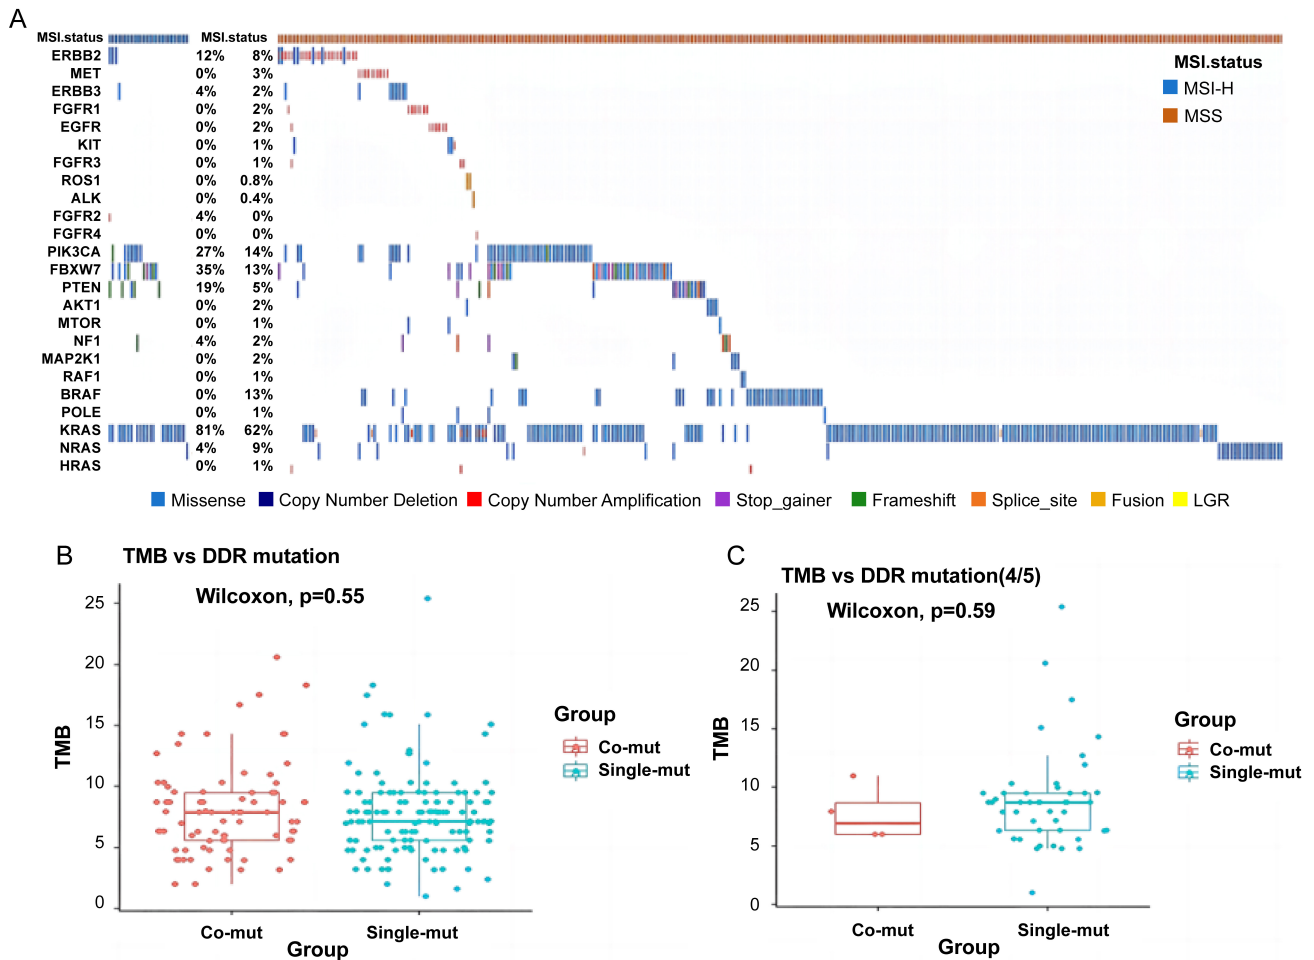 A
MSI.status MSI.status
ERBB2 12% 8%
MET 0% 3%
ERBB3 4% 2%
FGFR1 0% 2%
EGFR 0% 2%
KIT 0% 1%
FGFR3 0% 1%
ROS1 0% 0.8%
ALK 0% 0.4%
FGFR2 4% 0%
FGFR4 0% 0%
PIK3CA 27% 14%
FBXW7 35% 13%
PTEN 19% 5%
AKT1 0% 2%
MTOR 0% 1%
NF1 4% 2%
MAP2K1 0% 2%
RAF1 0% 1%
BRAF 0% 13%
POLE 0% 1%
KRAS 81% 62%
NRAS 4% 9%
HRAS 0% 1%
MSI.status
MSI-H
MSS
Missense Copy Number Deletion Copy Number Amplification Stop_gainer Frameshift Splice_site Fusion LGR
B
TMB vs DDR mutation
Wilcoxon, p=0.55
25
20
15
10
5
0
TMB
Co-mut Single-mut
Group
Group
Co-mut
Single-mut
C
TMB vs DDR mutation(4/5)
Wilcoxon, p=0.59
25
20
15
10
5
0
TMB
Co-mut Single-mut
Group
Group
Co-mut
Single-mut